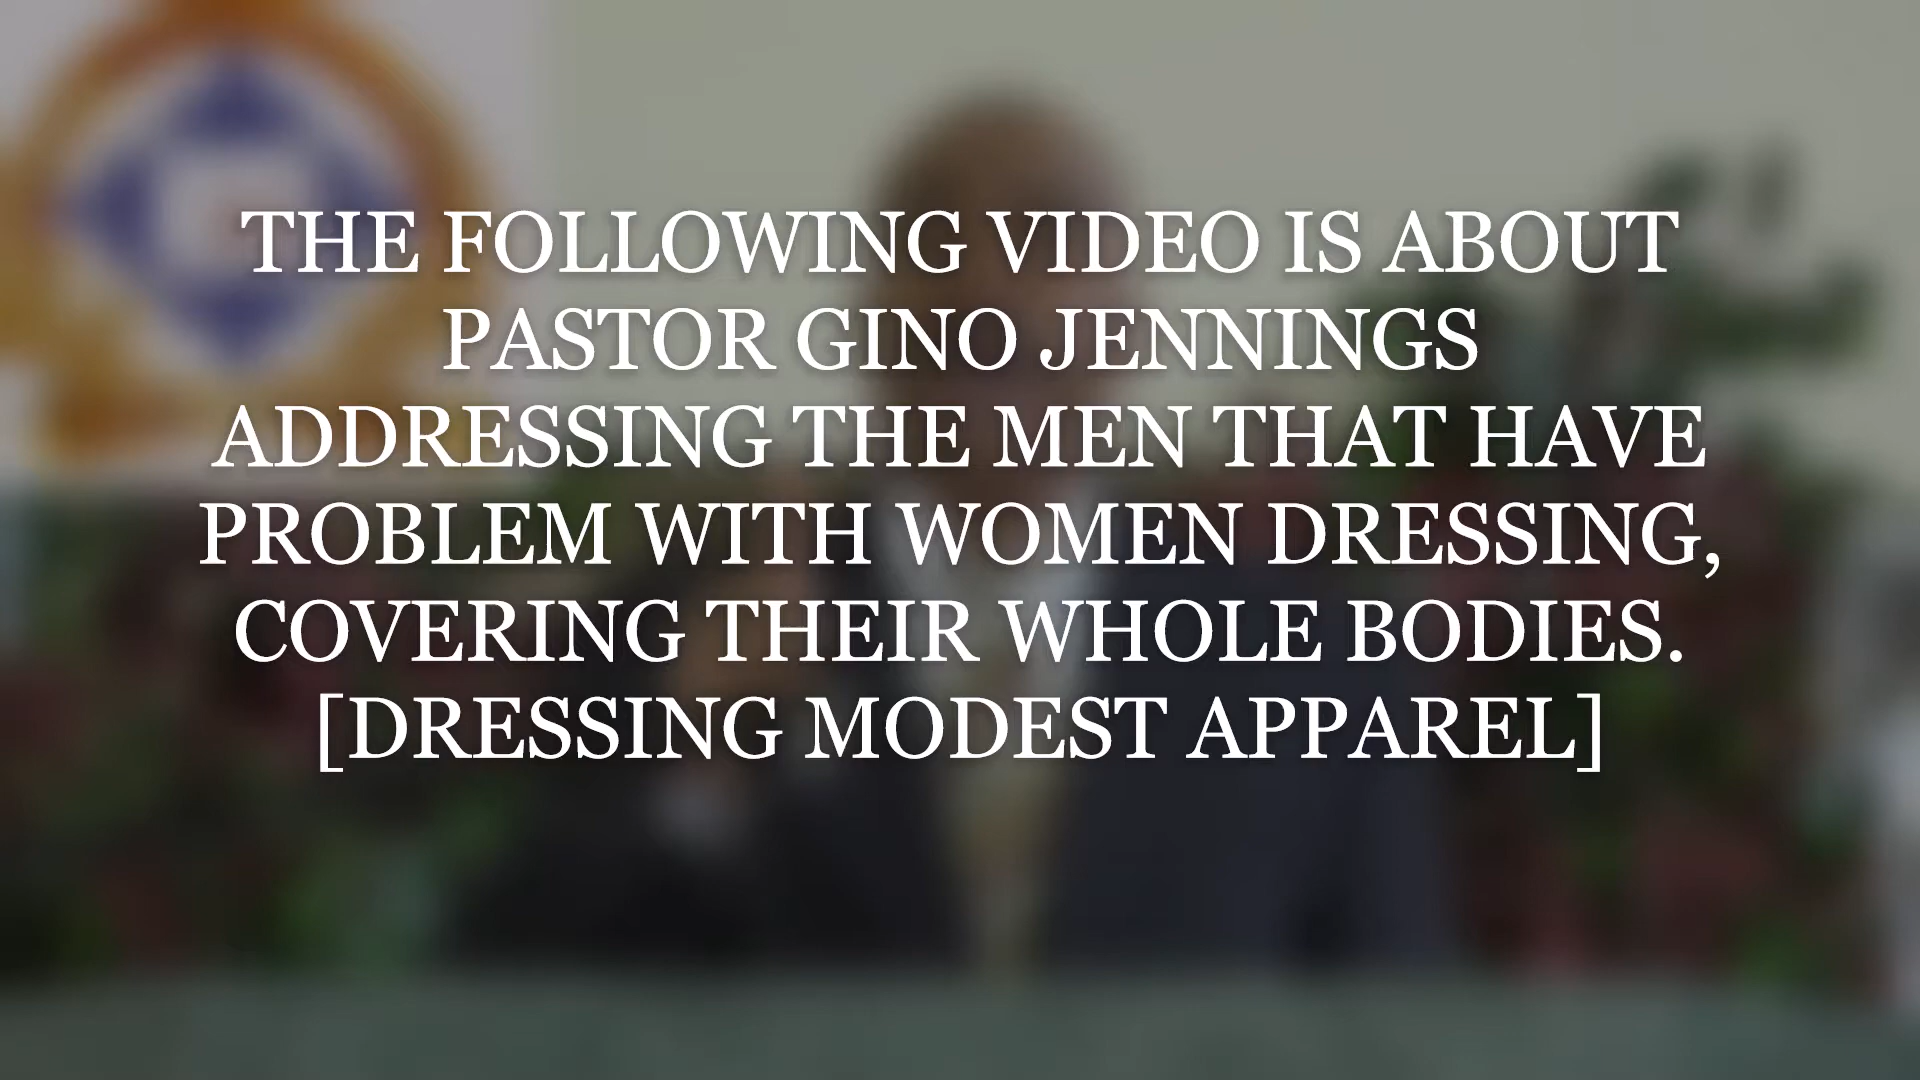 THE FOLLOWING VIDEO IS ABOUT
PASTOR GINO JENNINGS
ADDRESSING THE MEN THAT HAVE
PROBLEM WITH WOMEN DRESSING,
COVERING THEIR WHOLE BODIES.
[DRESSING MODEST APPAREL]